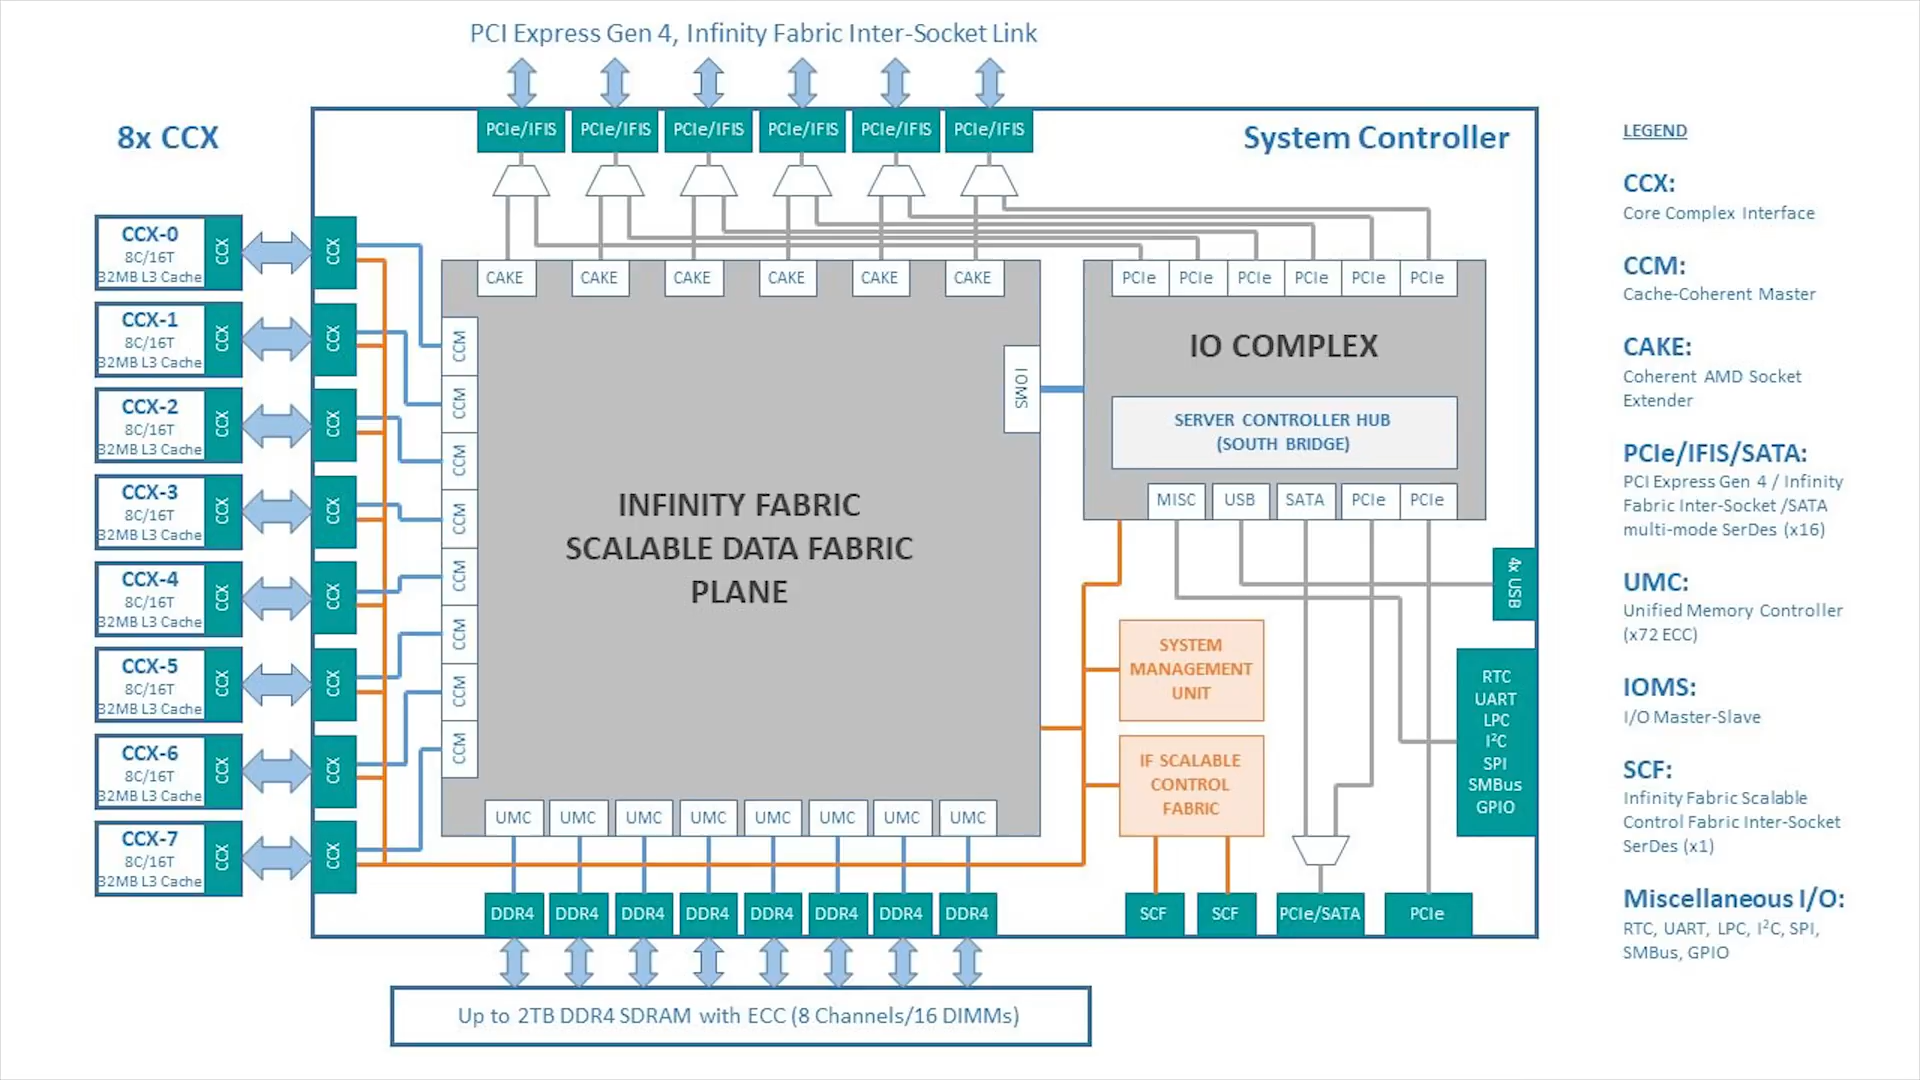 PCI Express Gen 4, Infinity Fabric Inter-Socket Link
8x CCX
System Controller
PCIe/IFIS PCIe/IFIS PCIe/IFIS PCIe/IFIS PCIe/IFIS PCIe/IFIS
CAKE CAKE CAKE CAKE CAKE CAKE
PCIe PCIe PCIe PCIe PCIe PCIe
CCX-0
8C/16T
32MB L3 Cache
CCX
CCX
CCX-1
8C/16T
32MB L3 Cache
CCX
CCX
CCX-2
8C/16T
32MB L3 Cache
CCX
CCX
CCX-3
8C/16T
32MB L3 Cache
CCX
CCX
CCX-4
8C/16T
32MB L3 Cache
CCX
CCX
CCX-5
8C/16T
32MB L3 Cache
CCX
CCX
CCX-6
8C/16T
32MB L3 Cache
CCX
CCX
CCX-7
8C/16T
32MB L3 Cache
CCX
CCX
CCM
CCM
CCM
CCM
CCM
CCM
CCM
CCM
INFINITY FABRIC
SCALABLE DATA FABRIC
PLANE
IOMS
IO COMPLEX
SERVER CONTROLLER HUB
(SOUTH BRIDGE)
MISC USB SATA PCIe PCIe
4x USB
SYSTEM
MANAGEMENT
UNIT
IF SCALABLE
CONTROL
FABRIC
RTC
UART
LPC
I²C
SPI
SMBus
GPIO
UMC UMC UMC UMC UMC UMC UMC UMC
DDR4 DDR4 DDR4 DDR4 DDR4 DDR4 DDR4 DDR4
SCF SCF PCIe/SATA PCIe
Up to 2TB DDR4 SDRAM with ECC (8 Channels/16 DIMMs)
LEGEND
CCX:
Core Complex Interface
CCM:
Cache-Coherent Master
CAKE:
Coherent AMD Socket
Extender
PCIe/IFIS/SATA:
PCI Express Gen 4 / Infinity
Fabric Inter-Socket /SATA
multi-mode SerDes (x16)
UMC:
Unified Memory Controller
(x72 ECC)
IOMS:
I/O Master-Slave
SCF:
Infinity Fabric Scalable
Control Fabric Inter-Socket
SerDes (x1)
Miscellaneous I/O:
RTC, UART, LPC, I²C, SPI,
SMBus, GPIO